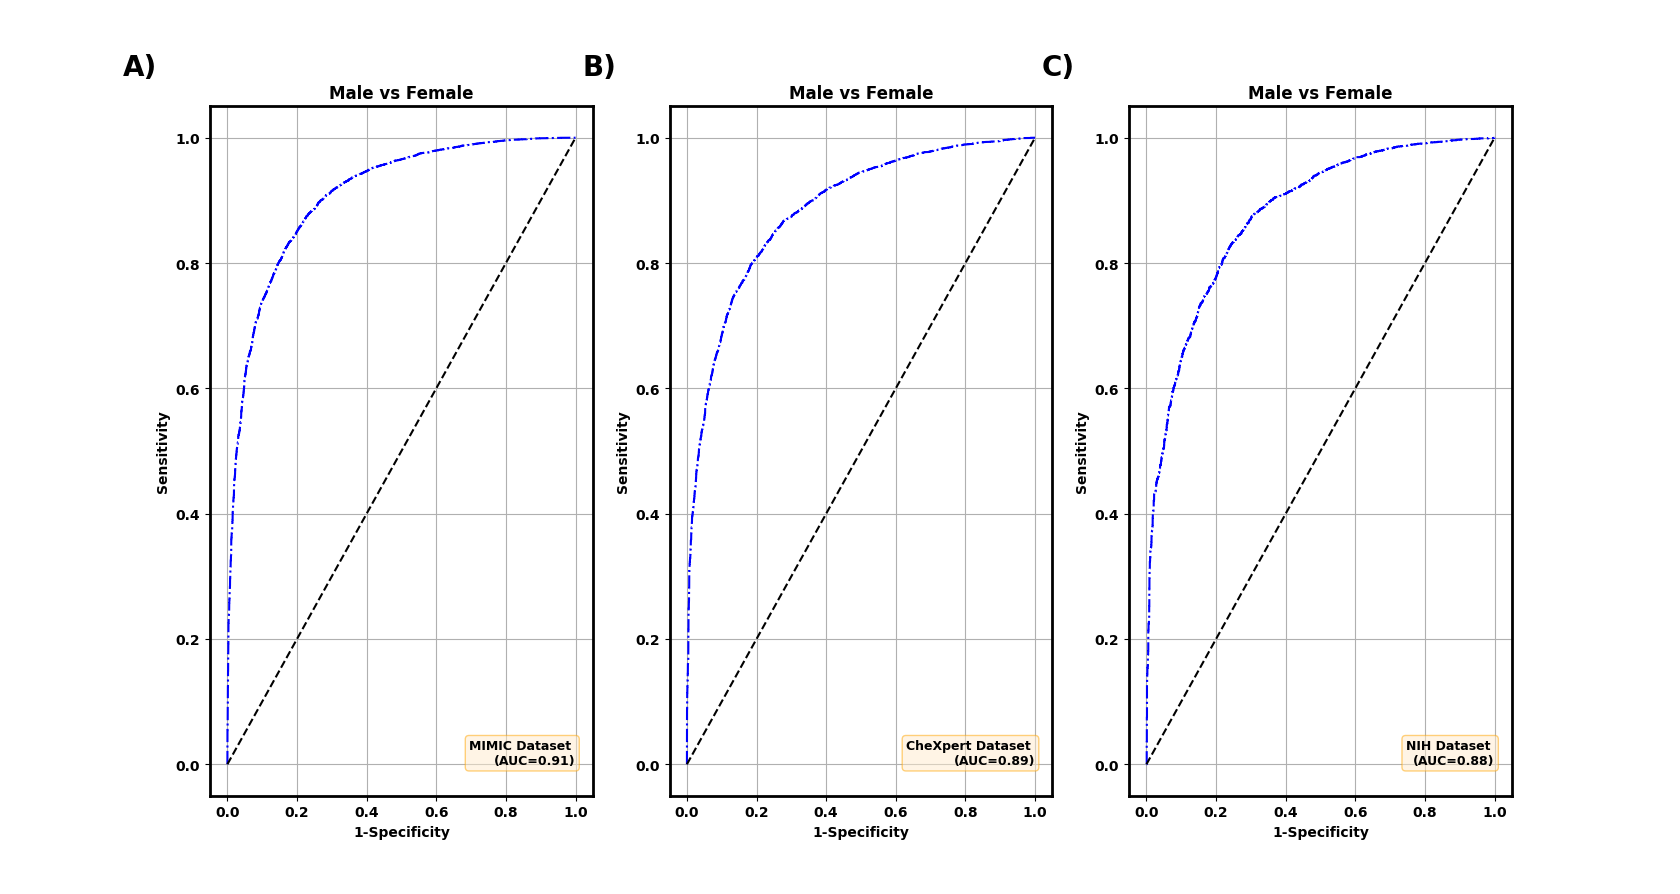 A)
Male vs Female
1.0
0.8
0.6
0.4
0.2
0.0
Sensitivity
MIMIC Dataset
(AUC=0.91)
0.0 0.2 0.4 0.6 0.8 1.0
1-Specificity
B)
Male vs Female
1.0
0.8
0.6
0.4
0.2
0.0
Sensitivity
CheXpert Dataset
(AUC=0.89)
0.0 0.2 0.4 0.6 0.8 1.0
1-Specificity
C)
Male vs Female
1.0
0.8
0.6
0.4
0.2
0.0
Sensitivity
NIH Dataset
(AUC=0.88)
0.0 0.2 0.4 0.6 0.8 1.0
1-Specificity